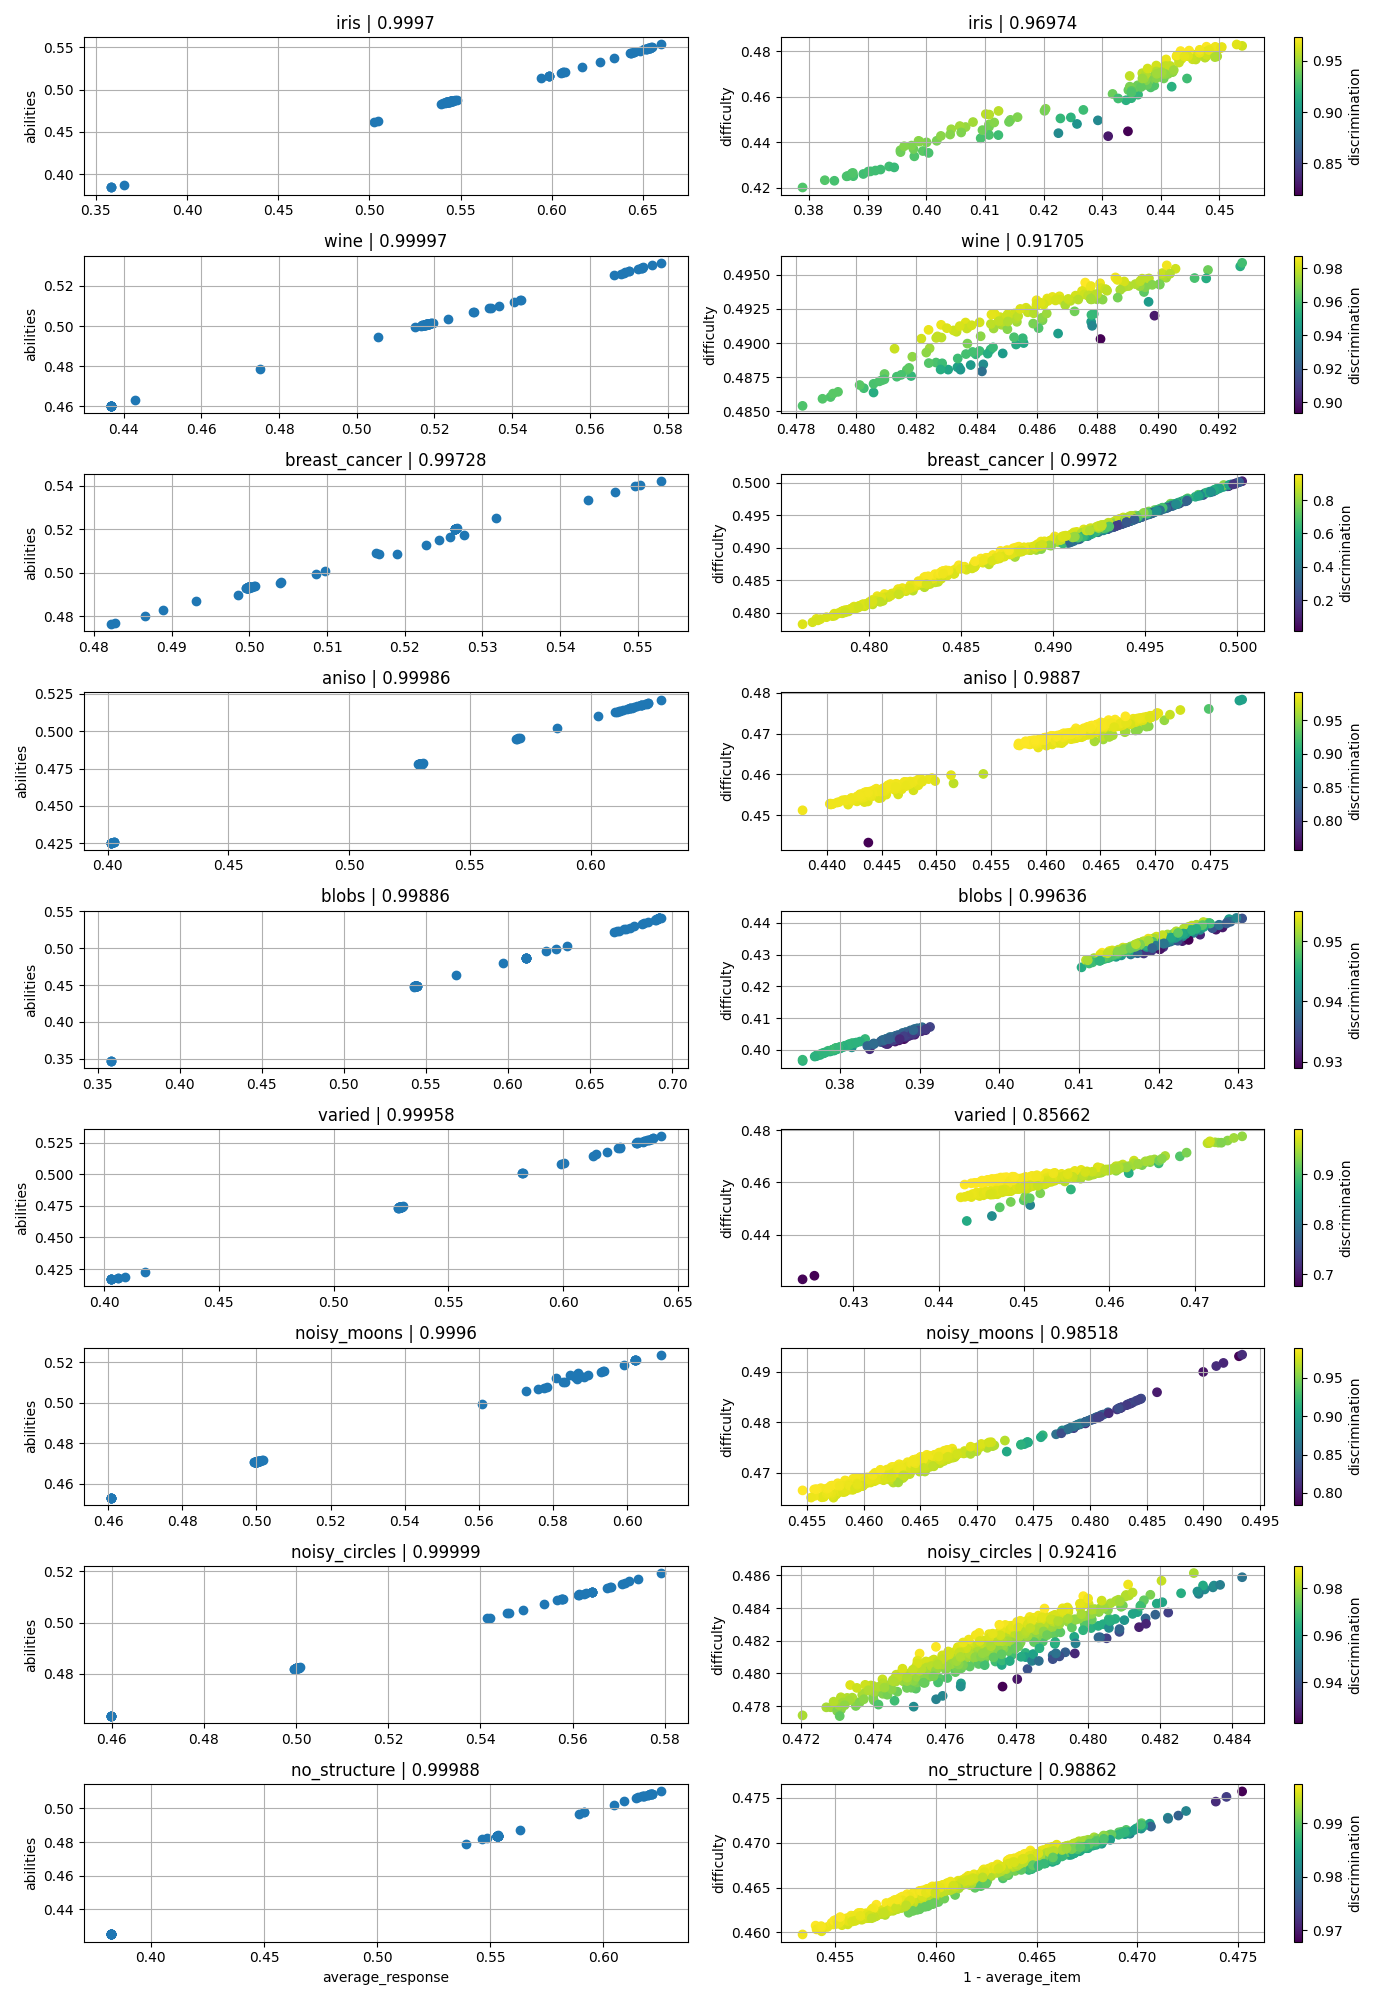 iris | 0.9997
abilities
0.55
0.50
0.45
0.40
0.35 0.40 0.45 0.50 0.55 0.60 0.65
iris | 0.96974
difficulty
0.48
0.46
0.44
0.42
0.38 0.39 0.40 0.41 0.42 0.43 0.44 0.45
0.95
0.90
0.85
discrimination
wine | 0.99997
abilities
0.52
0.50
0.48
0.46
0.44 0.46 0.48 0.50 0.52 0.54 0.56 0.58
wine | 0.91705
difficulty
0.4950
0.4925
0.4900
0.4875
0.4850
0.478 0.480 0.482 0.484 0.486 0.488 0.490 0.492
0.98
0.96
0.94
0.92
0.90
discrimination
breast_cancer | 0.99728
abilities
0.54
0.52
0.50
0.48
0.48 0.49 0.50 0.51 0.52 0.53 0.54 0.55
breast_cancer | 0.9972
difficulty
0.500
0.495
0.490
0.485
0.480
0.480 0.485 0.490 0.495 0.500
0.8
0.6
0.4
0.2
discrimination
aniso | 0.99986
abilities
0.525
0.500
0.475
0.450
0.425
0.40 0.45 0.50 0.55 0.60
aniso | 0.9887
difficulty
0.48
0.47
0.46
0.45
0.440 0.445 0.450 0.455 0.460 0.465 0.470 0.475
0.95
0.90
0.85
0.80
discrimination
blobs | 0.99886
abilities
0.55
0.50
0.45
0.40
0.35
0.35 0.40 0.45 0.50 0.55 0.60 0.65 0.70
blobs | 0.99636
difficulty
0.44
0.43
0.42
0.41
0.40
0.38 0.39 0.40 0.41 0.42 0.43
0.95
0.94
0.93
discrimination
varied | 0.99958
abilities
0.525
0.500
0.475
0.450
0.425
0.40 0.45 0.50 0.55 0.60 0.65
varied | 0.85662
difficulty
0.48
0.46
0.44
0.43 0.44 0.45 0.46 0.47
0.9
0.8
0.7
discrimination
noisy_moons | 0.9996
abilities
0.52
0.50
0.48
0.46
0.46 0.48 0.50 0.52 0.54 0.56 0.58 0.60
noisy_moons | 0.98518
difficulty
0.49
0.48
0.47
0.455 0.460 0.465 0.470 0.475 0.480 0.485 0.490 0.495
0.95
0.90
0.85
0.80
discrimination
noisy_circles | 0.99999
abilities
0.52
0.50
0.48
0.46 0.48 0.50 0.52 0.54 0.56 0.58
noisy_circles | 0.92416
difficulty
0.486
0.484
0.482
0.480
0.478
0.472 0.474 0.476 0.478 0.480 0.482 0.484
0.98
0.96
0.94
discrimination
no_structure | 0.99988
abilities
0.50
0.48
0.46
0.44
0.40 0.45 0.50 0.55 0.60
average_response
no_structure | 0.98862
difficulty
0.475
0.470
0.465
0.460
0.455 0.460 0.465 0.470 0.475
1 - average_item
0.99
0.98
0.97
discrimination